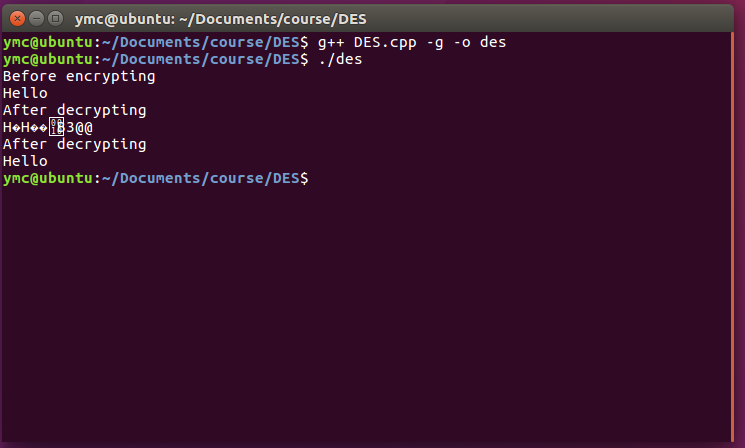 ymc@ubuntu: ~/Documents/course/DES
ymc@ubuntu:~/Documents/course/DES$ g++ DES.cpp -g -o des
ymc@ubuntu:~/Documents/course/DES$ ./des
Before encrypting
Hello
After decrypting
H�H��B3@@
After decrypting
Hello
ymc@ubuntu:~/Documents/course/DES$